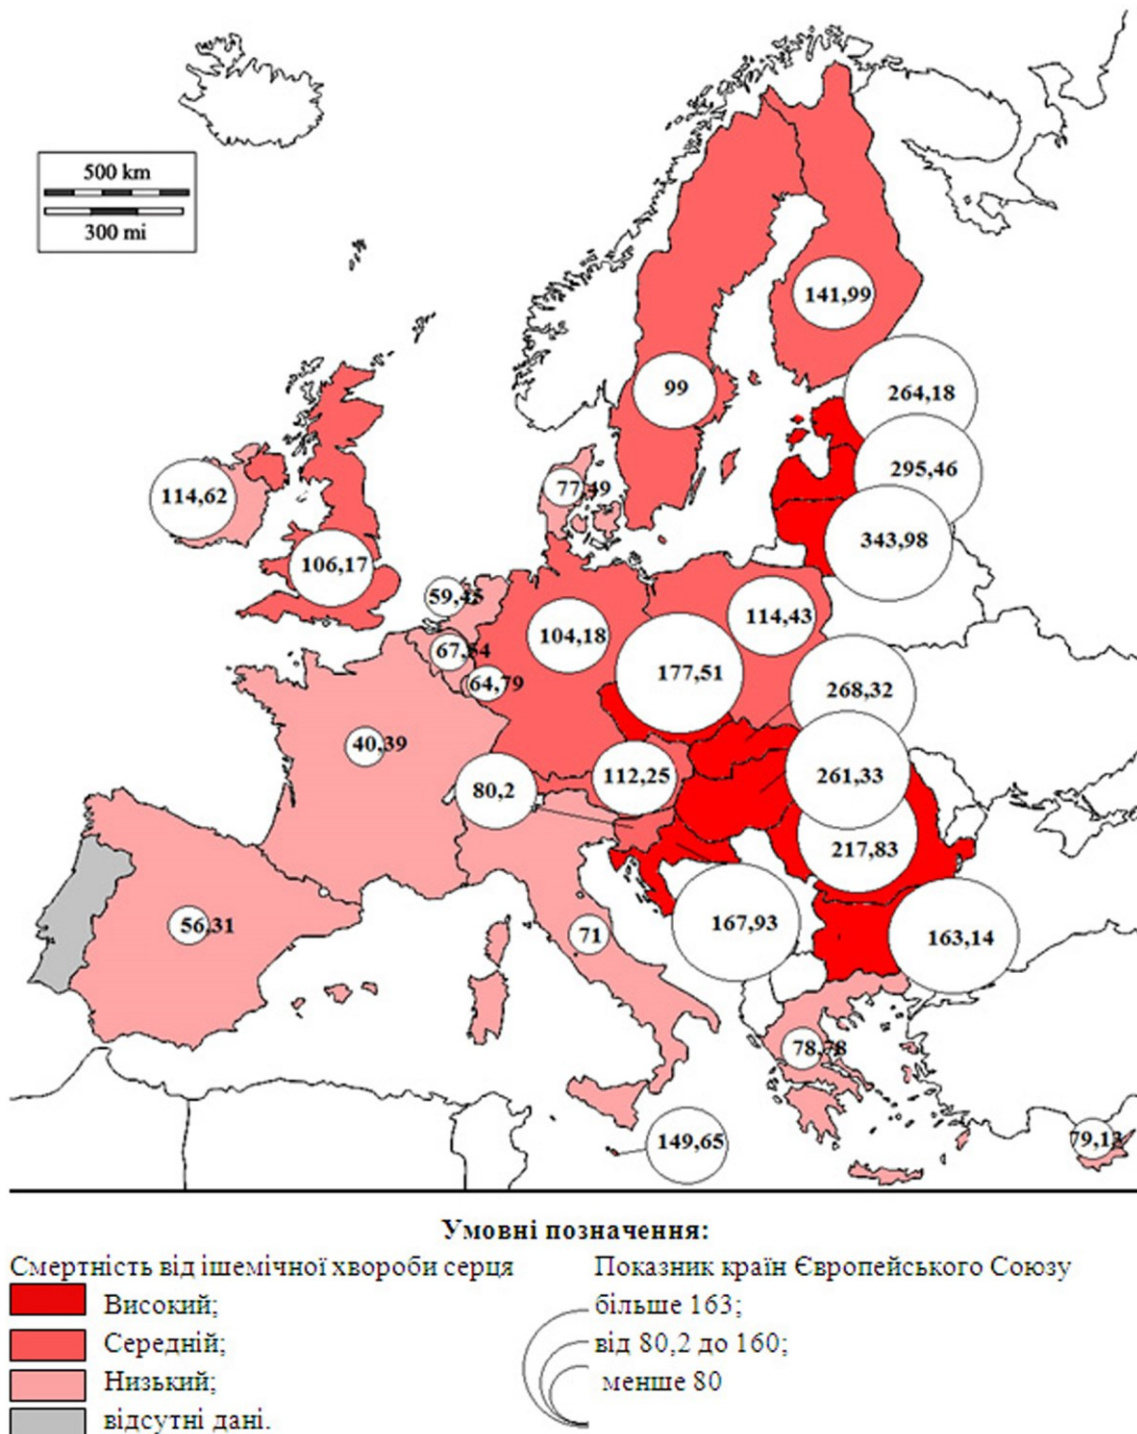 500 km
300 mi
141,99
99
264,18
295,46
343,98
114,62
77,49
106,17
59,45
104,18
114,43
67,54
64,79
177,51
268,32
40,39
80,2
112,25
261,33
217,83
56,31
71
167,93
163,14
78,78
149,65
79,13
Умовні позначення:
Смертність від ішемічної хвороби серця
Високий;
Середній;
Низький;
відсутні дані.
Показник країн Європейського Союзу
більше 163;
від 80,2 до 160;
менше 80